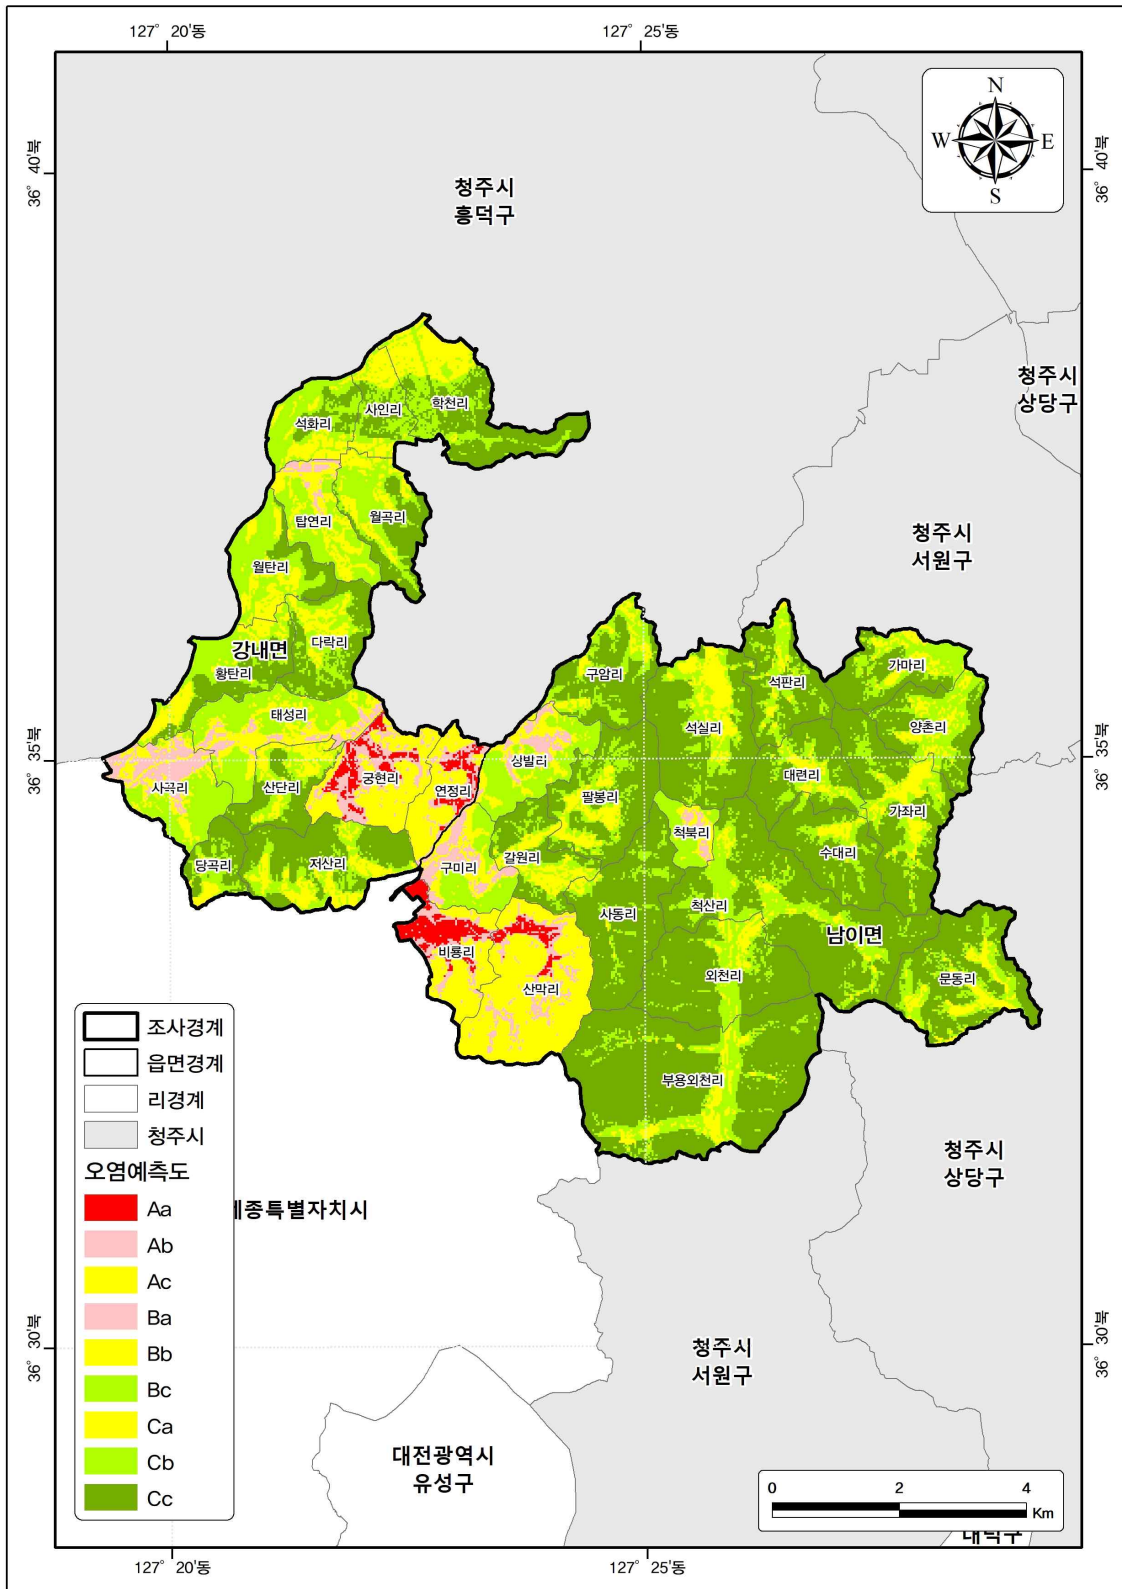 127° 20'동
127° 25'동
36° 40'북
36° 40'북
N
W
E
S
청주시
흥덕구
청주시
상당구
청주시
서원구
학천리
사인리
석화리
탑연리
월곡리
월탄리
다락리
강내면
황탄리
태성리
사곡리
산단리
궁현리
연정리
당곡리
저산리
구암리
석실리
석판리
가마리
양촌리
싱발리
팔봉리
대련리
가좌리
척북리
수대리
갈원리
구미리
사동리
척산리
남이면
비룡리
산막리
외천리
문동리
부용외천리
36° 35'북
36° 35'북
조사경계
읍면경계
리경계
청주시
오염예측도
Aa
Ab
Ac
Ba
Bb
Bc
Ca
Cb
Cc
세종특별자치시
청주시
상당구
청주시
서원구
대전광역시
유성구
36° 30'북
36° 30'북
0 2 4
Km
대덕구
127° 20'동
127° 25'동